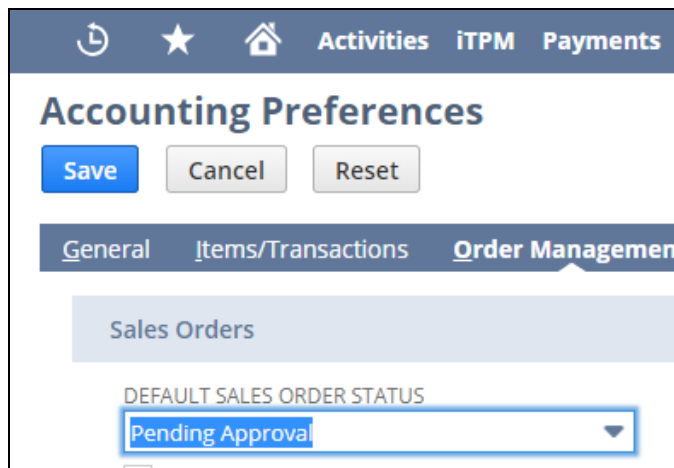 Activities iTPM Payments
Accounting Preferences
Save Cancel Reset
General Items/Transactions Order Managemen
Sales Orders
DEFAULT SALES ORDER STATUS
Pending Approval